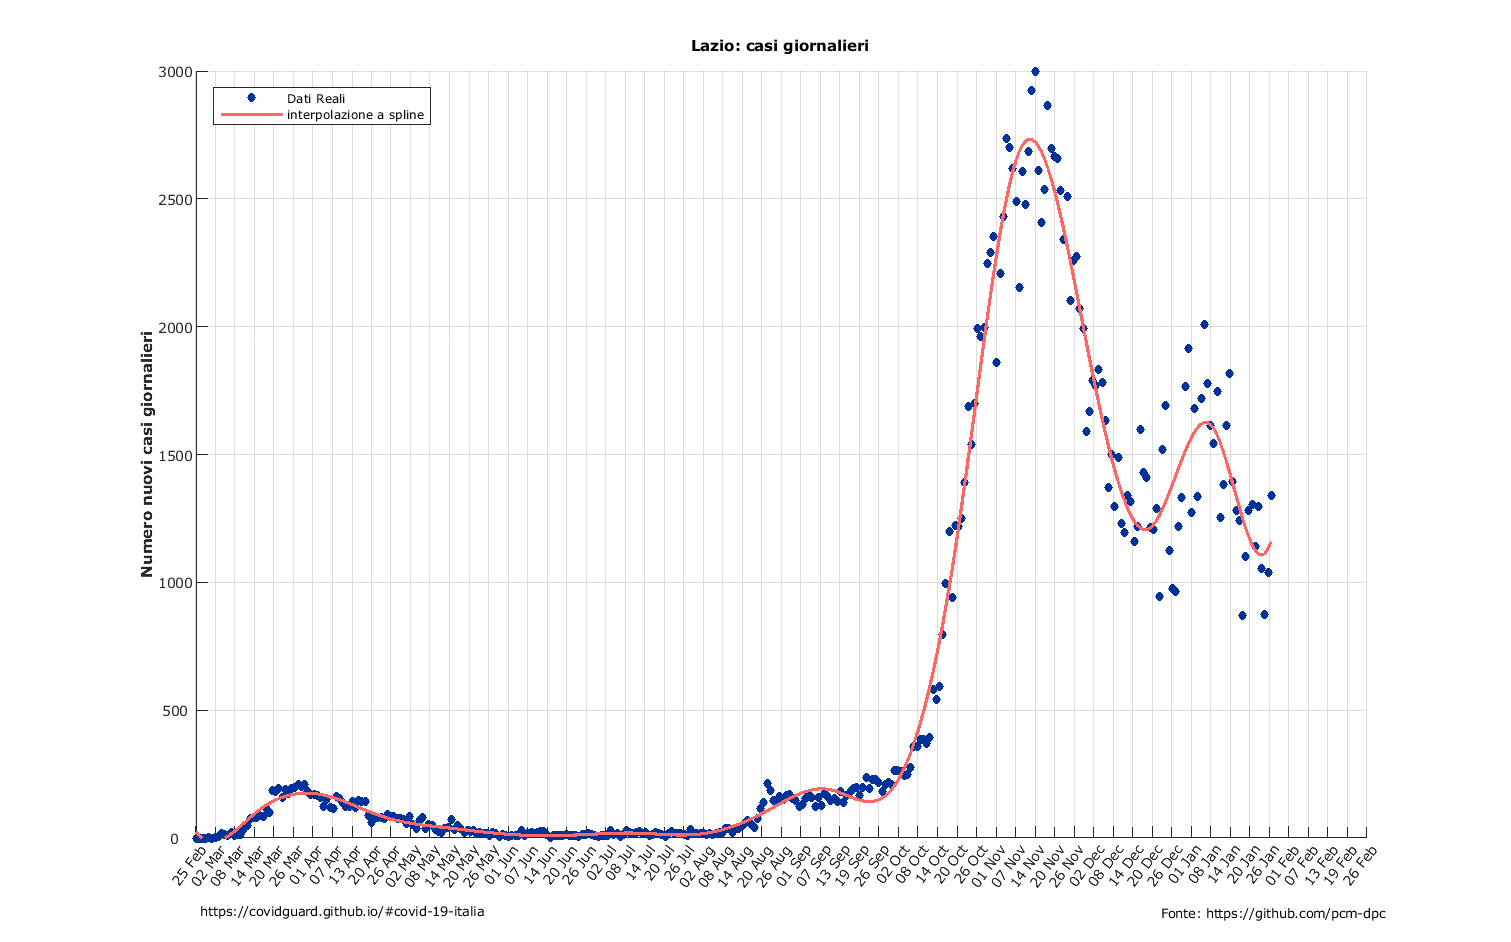 Lazio: casi giornalieri
Dati Reali
interpolazione a spline
Numero nuovi casi giornalieri
3000
2500
2000
1500
1000
500
0
25 Feb
02 Mar
08 Mar
14 Mar
20 Mar
26 Mar
01 Apr
07 Apr
13 Apr
20 Apr
26 Apr
02 May
08 May
14 May
20 May
26 May
01 Jun
07 Jun
14 Jun
20 Jun
26 Jun
02 Jul
08 Jul
14 Jul
20 Jul
26 Jul
02 Aug
08 Aug
14 Aug
20 Aug
26 Aug
01 Sep
07 Sep
13 Sep
19 Sep
26 Sep
02 Oct
08 Oct
14 Oct
20 Oct
26 Oct
01 Nov
07 Nov
14 Nov
20 Nov
26 Nov
02 Dec
08 Dec
14 Dec
20 Dec
26 Dec
01 Jan
08 Jan
14 Jan
20 Jan
26 Jan
01 Feb
07 Feb
13 Feb
19 Feb
26 Feb
https://covidguard.github.io/#covid-19-italia
Fonte: https://github.com/pcm-dpc